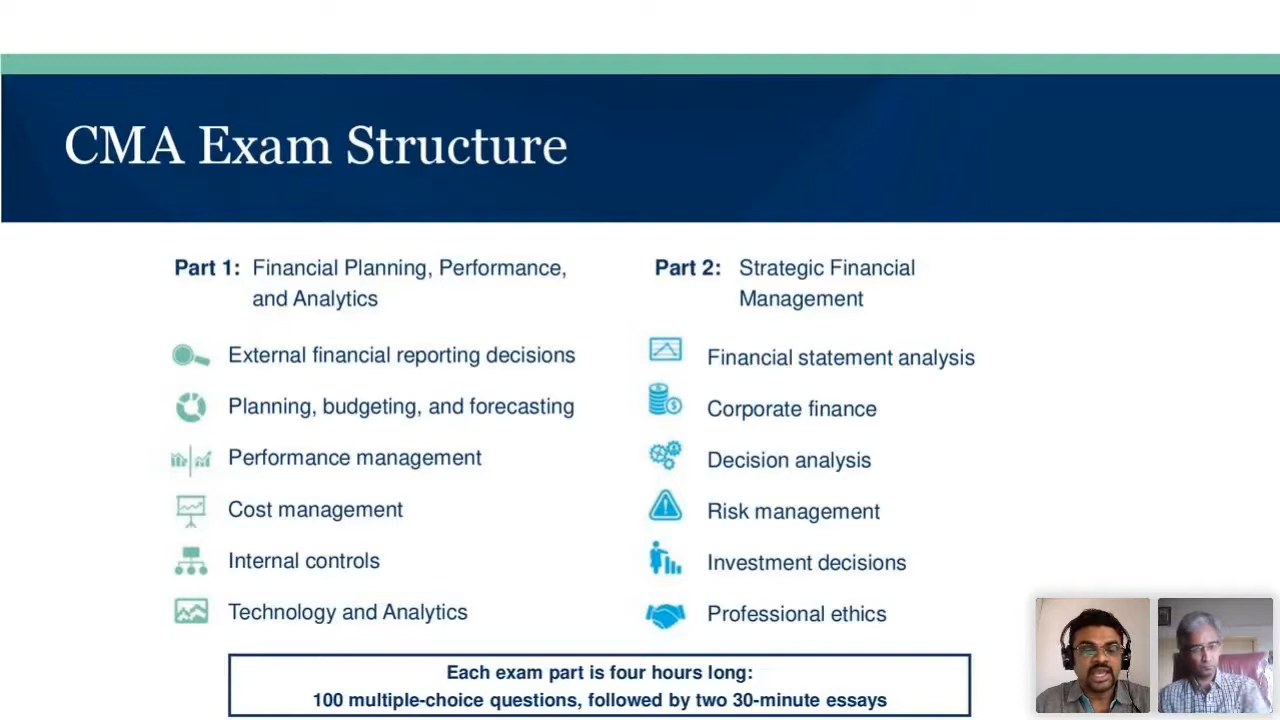 CMA Exam Structure
Part 1: Financial Planning, Performance,
and Analytics
External financial reporting decisions
Planning, budgeting, and forecasting
Performance management
Cost management
Internal controls
Technology and Analytics
Part 2: Strategic Financial
Management
Financial statement analysis
Corporate finance
Decision analysis
Risk management
Investment decisions
Professional ethics
Each exam part is four hours long:
100 multiple-choice questions, followed by two 30-minute essays